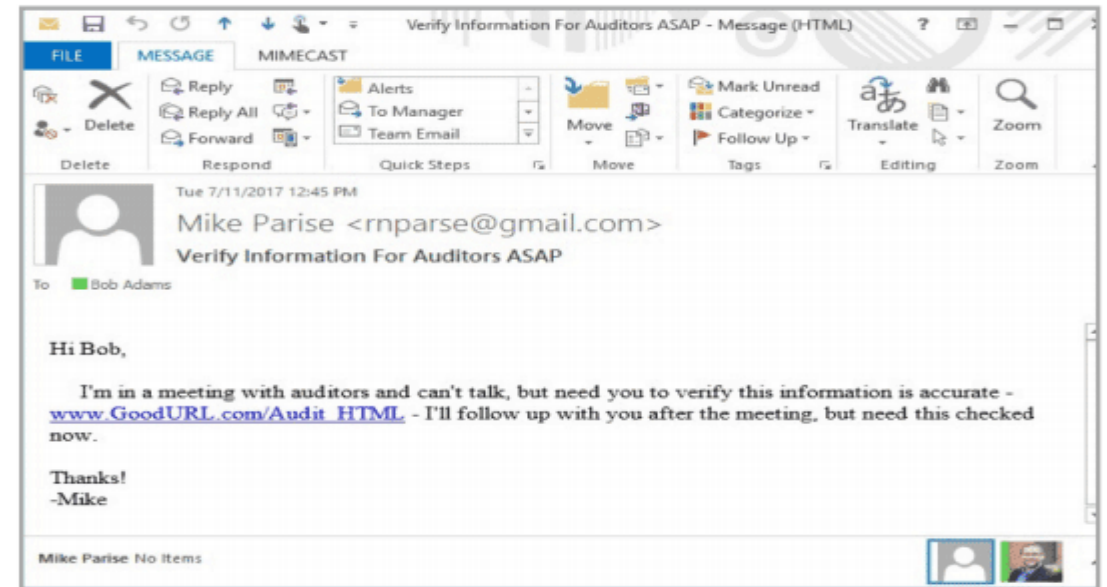 Verify Information For Auditors ASAP - Message (HTML) ?
FILE MESSAGE MIMECAST
Delete
Reply
Reply All
Forward
Alerts
To Manager
Team Email
Move
Mark Unread
Categorize
Follow Up
Translate
Zoom
Delete Respond Quick Steps Move Tags Editing Zoom
Tue 7/11/2017 12:45 PM
Mike Parise <rnparse@gmail.com>
Verify Information For Auditors ASAP
To Bob Adams
Hi Bob,
I'm in a meeting with auditors and can't talk, but need you to verify this information is accurate -
www.GoodURL.com/Audit_HTML - I'll follow up with you after the meeting, but need this checked
now.
Thanks!
-Mike
Mike Parise No Items